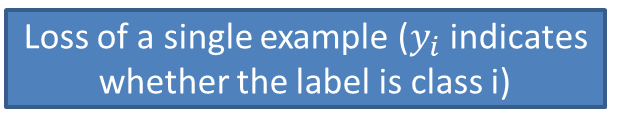 Loss of a single example (𝑦ᵢ indicates
whether the label is class i)